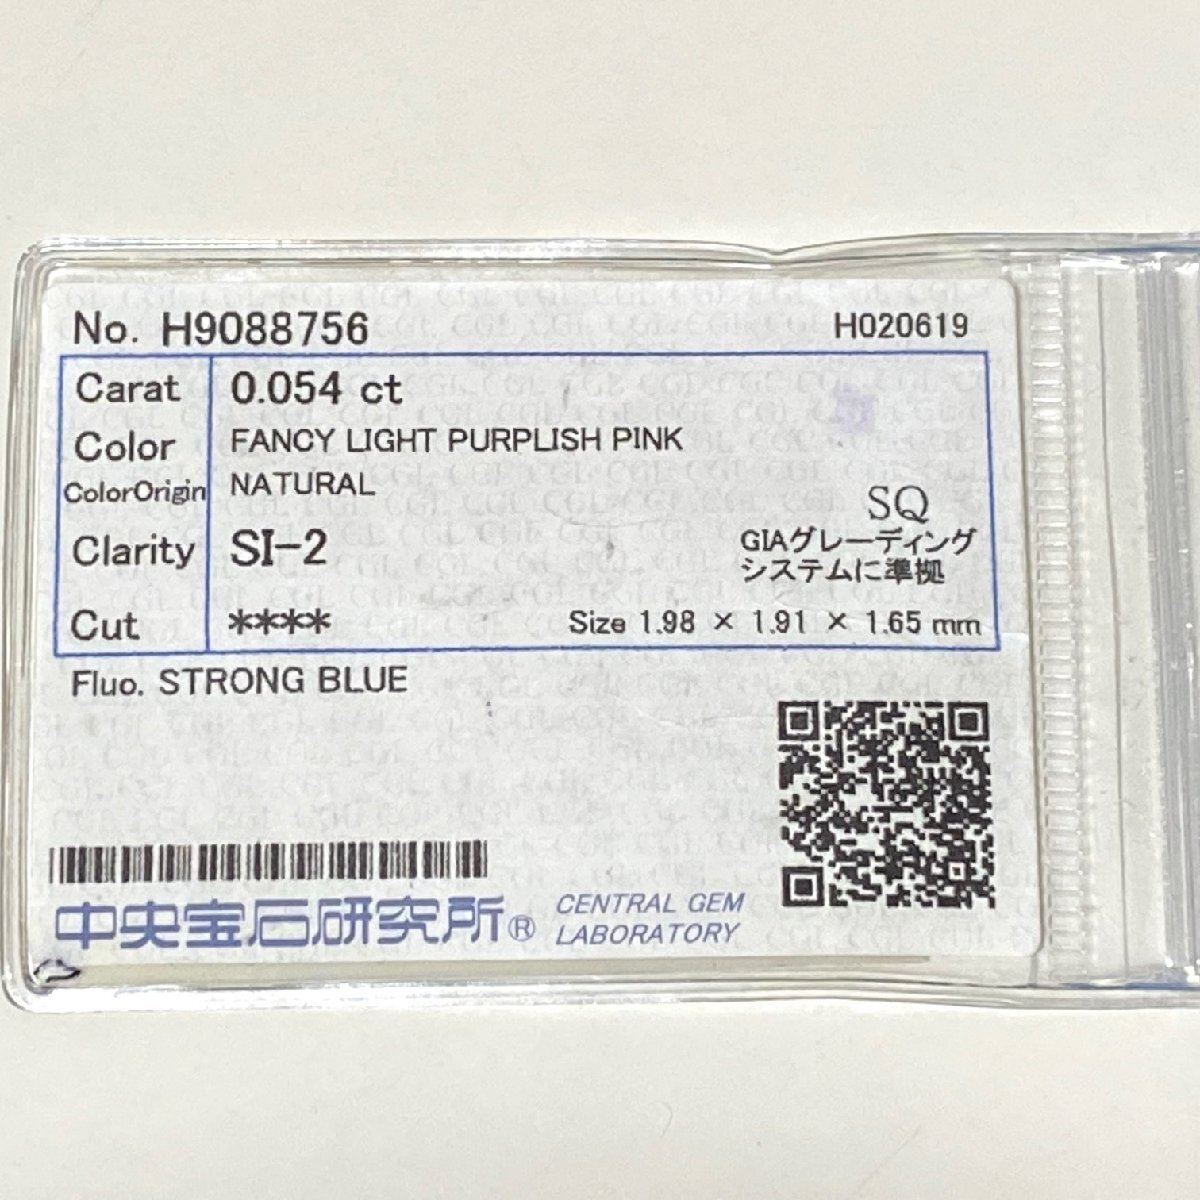 No. H9088756 H020619
Carat 0.054 ct
Color FANCY LIGHT PURPLISH PINK
ColorOrigin NATURAL
SQ
Clarity SI-2
GIAグレーディング
システムに準拠
Cut **** Size 1.98 × 1.91 × 1.65 mm
Fluo. STRONG BLUE
中央宝石研究所® CENTRAL GEM
LABORATORY